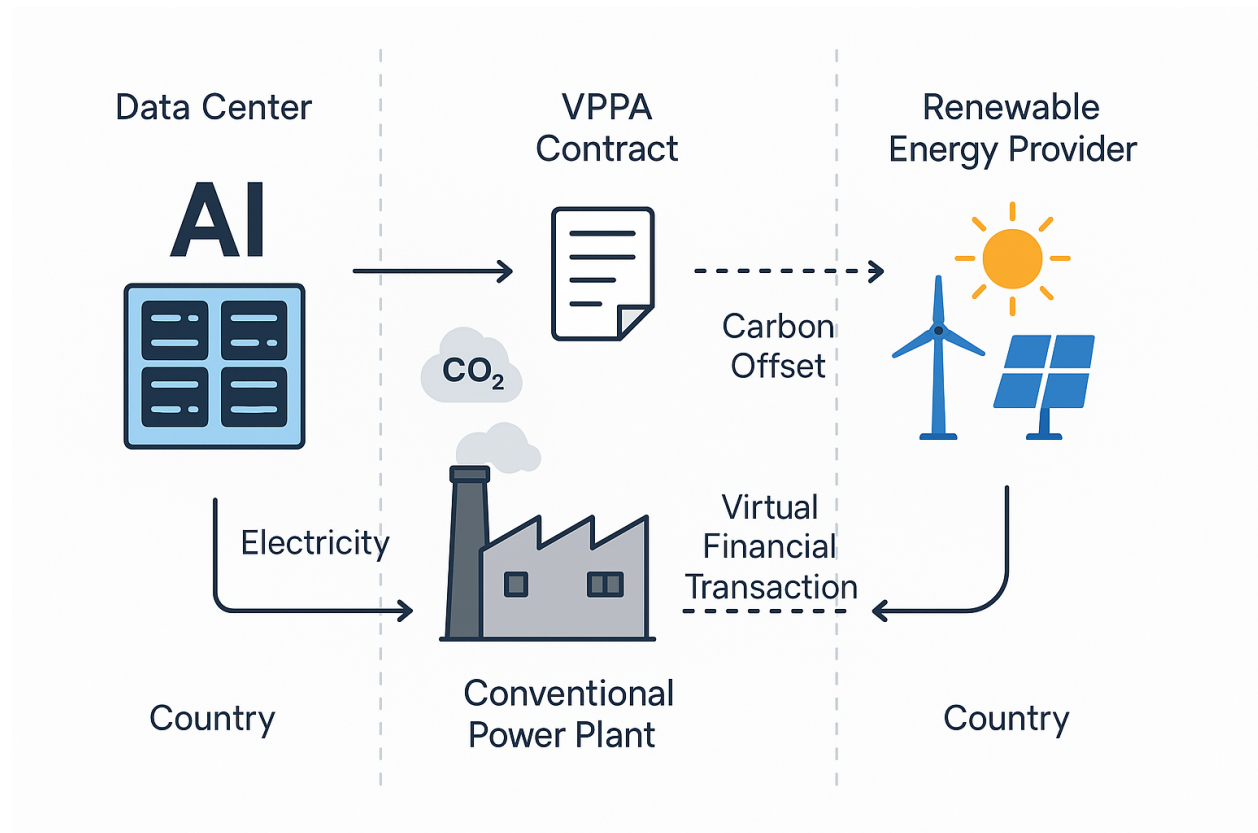 Data Center
VPPA
Contract
Renewable
Energy Provider
AI
CO₂
Carbon
Offset
Electricity
Virtual
Financial
Transaction
Conventional
Power Plant
Country
Country